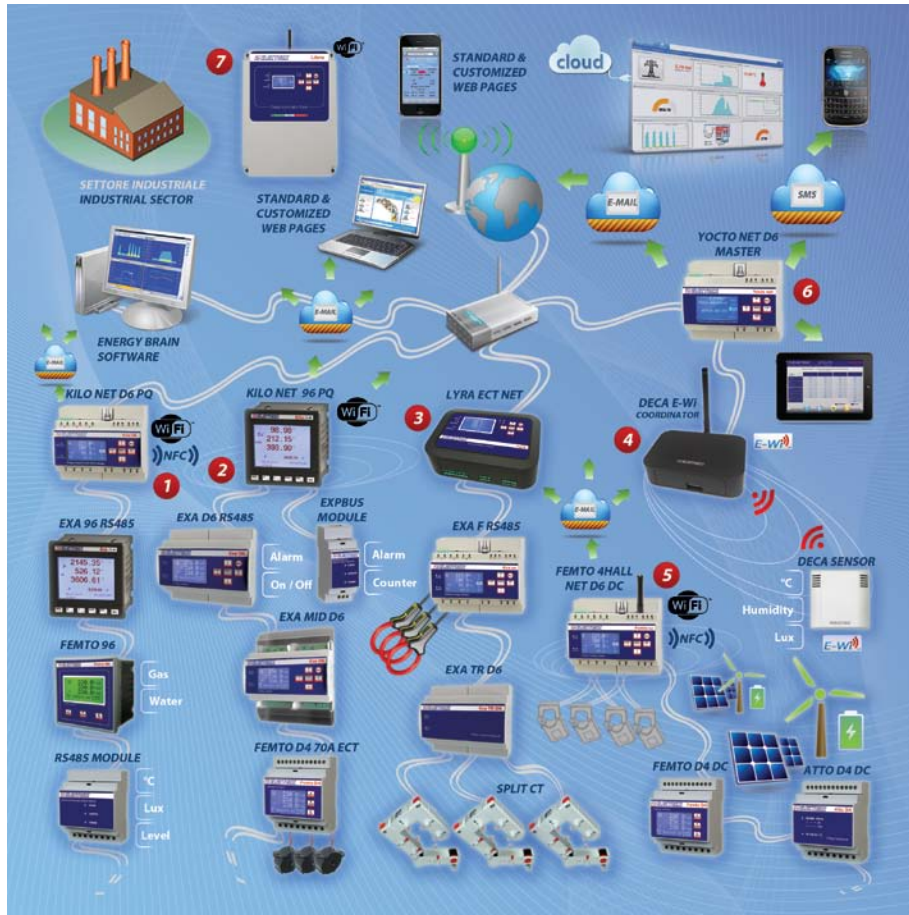 7
WiFi
STANDARD &
CUSTOMIZED
WEB PAGES
cloud
SETTORE INDUSTRIALE
INDUSTRIAL SECTOR
STANDARD &
CUSTOMIZED
WEB PAGES
E-MAIL
SMS
YOCTO NET D6
MASTER
6
E-MAIL
ENERGY BRAIN
SOFTWARE
E-MAIL
KILO NET D6 PQ
WiFi
NFC
1
KILO NET 96 PQ
WiFi
2
98.90
212.15
380.90
LYRA ECT NET
3
DECA E-Wi
COORDINATOR
4
E-Wi
EXA 96 RS485
2145.35
526.12
3606.61
EXA D6 RS485
Alarm
On / Off
EXPBUS
MODULE
Alarm
Counter
EXA F RS485
E-MAIL
FEMTO 4HALL
NET D6 DC
5
WiFi
NFC
DECA SENSOR
°C
Humidity
Lux
E-Wi
FEMTO 96
Gas
Water
EXA MID D6
EXA TR D6
RS485 MODULE
°C
Lux
Level
FEMTO D4 70A ECT
SPLIT CT
FEMTO D4 DC
ATTO D4 DC